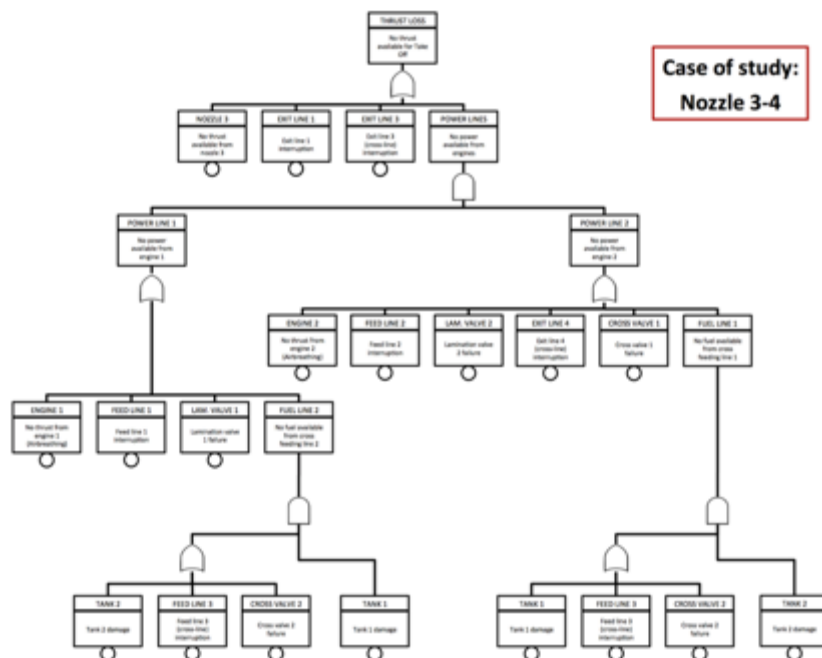 THRUST LOSS
No thrust
available for Take
Off
Case of study:
Nozzle 3-4
NOZZLE 3
No thrust
available from
nozzle 3
EXIT LINE 1
Exit line 1
interruption
EXIT LINE 3
Exit line 3
(cross-line)
interruption
POWER LINES
No power
available from
engines
POWER LINE 1
No power
available from
engine 1
POWER LINE 2
No power
available from
engine 2
ENGINE 2
No thrust from
engine 2
(Airbreathing)
FEED LINE 2
Feed line 2
interruption
LAM. VALVE 2
Lamination valve
2 failure
EXIT LINE 4
Exit line 4
(cross-line)
interruption
CROSS VALVE 1
Cross valve 1
failure
FUEL LINE 1
No fuel available
from cross
feeding line 1
ENGINE 1
No thrust from
engine 1
(Airbreathing)
FEED LINE 1
Feed line 1
interruption
LAM. VALVE 1
Lamination valve
1 failure
FUEL LINE 2
No fuel available
from cross
feeding line 2
TANK 2
Tank 2 damage
FEED LINE 3
Feed line 3
(cross-line)
interruption
CROSS VALVE 2
Cross valve 2
failure
TANK 1
Tank 1 damage
TANK 1
Tank 1 damage
FEED LINE 3
Feed line 3
(cross-line)
interruption
CROSS VALVE 2
Cross valve 2
failure
TANK 2
Tank 2 damage